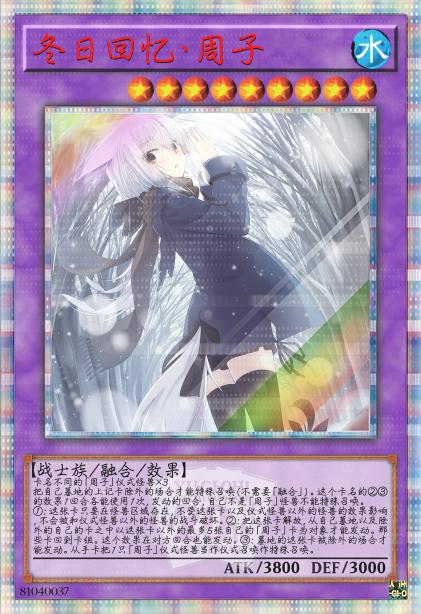 冬日回忆·周子
水
【战士族/融合/效果】
卡名不同的「周子」仪式怪兽×3
把自己墓地的上记卡除外的场合才能特殊召唤(不需要「融合」)。这个卡名的②③
的效果1回合各能使用1次,发动的回合,自己不是「周子」怪兽不能特殊召唤。
①:这张卡只要在怪兽区域存在,不受这张卡以及仪式怪兽以外的怪兽的效果影响
,不会被和仪式怪兽以外的怪兽的战斗破坏。②:把这张卡解放,从自己墓地以及除
外的自己的卡之中以这张卡以外的最多5张自己的「周子」卡为对象才能发动。那
些卡回到卡组。这个效果在对方回合也能发动。③:墓地的这张卡被除外的场合才
能发动。从手卡把1只「周子」仪式怪兽当作仪式召唤作特殊召唤。
ATK/3800 DEF/3000
81040037